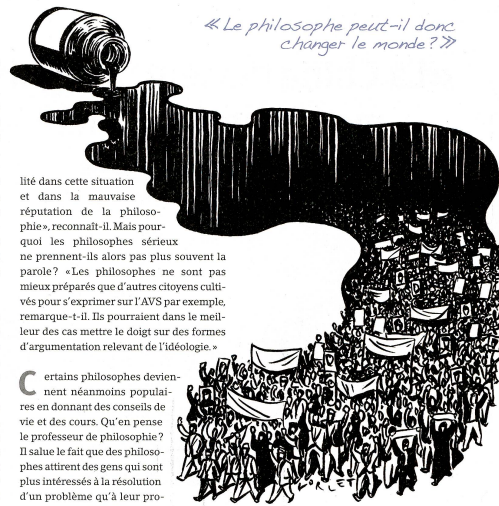 « Le philosophe peut-il donc
changer le monde ? »
lité dans cette situation
et dans la mauvaise
réputation de la philoso-
phie», reconnaît-il. Mais pour-
quoi les philosophes sérieux
ne prennent-ils alors pas plus souvent la
parole? «Les philosophes ne sont pas
mieux préparés que d'autres citoyens culti-
vés pour s'exprimer sur l'AVS par exemple,
remarque-t-il. Ils pourraient dans le meil-
leur des cas mettre le doigt sur des formes
d'argumentation relevant de l'idéologie.»
Certains philosophes devien-
nent néanmoins populai-
res en donnant des conseils de
vie et des cours. Qu'en pense
le professeur de philosophie?
Il salue le fait que des philoso-
phes attirent des gens qui sont
plus intéressés à la résolution
d'un problème qu'à leur pro-
LORLET